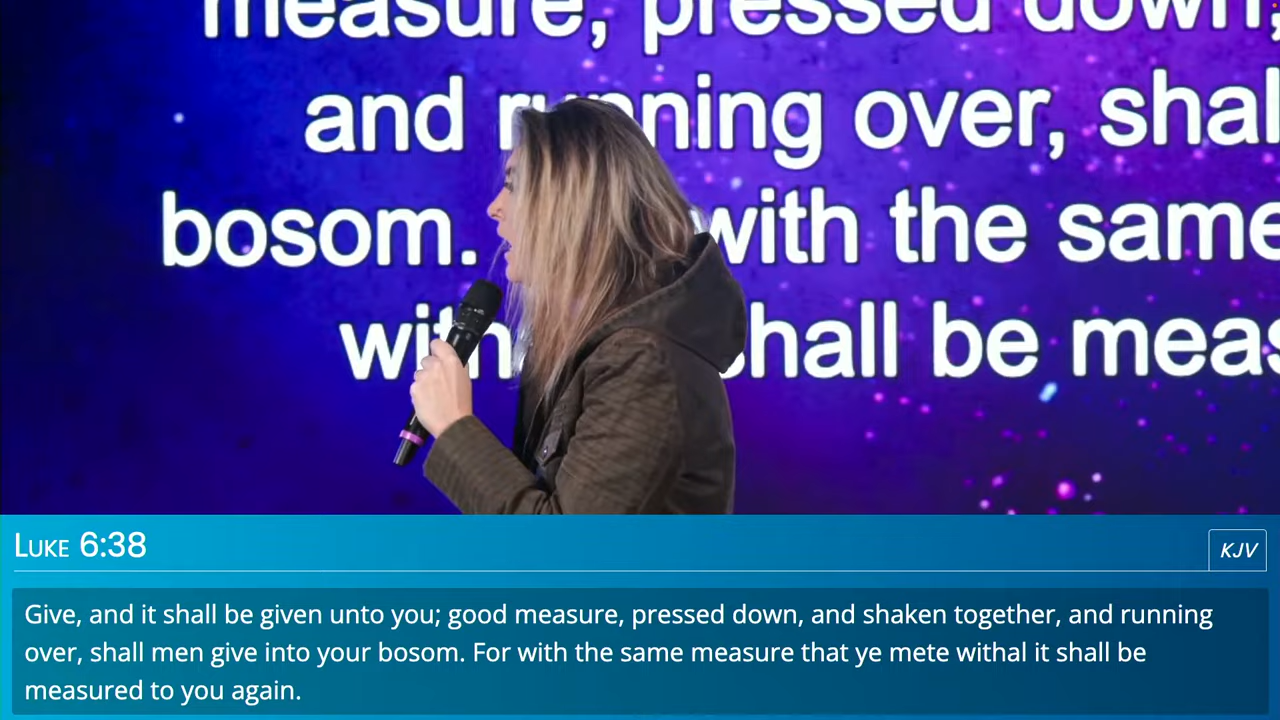 measure, pressed down,
and running over, shal
bosom. with the same
with shall be meas
Luke 6:38
KJV
Give, and it shall be given unto you; good measure, pressed down, and shaken together, and running
over, shall men give into your bosom. For with the same measure that ye mete withal it shall be
measured to you again.